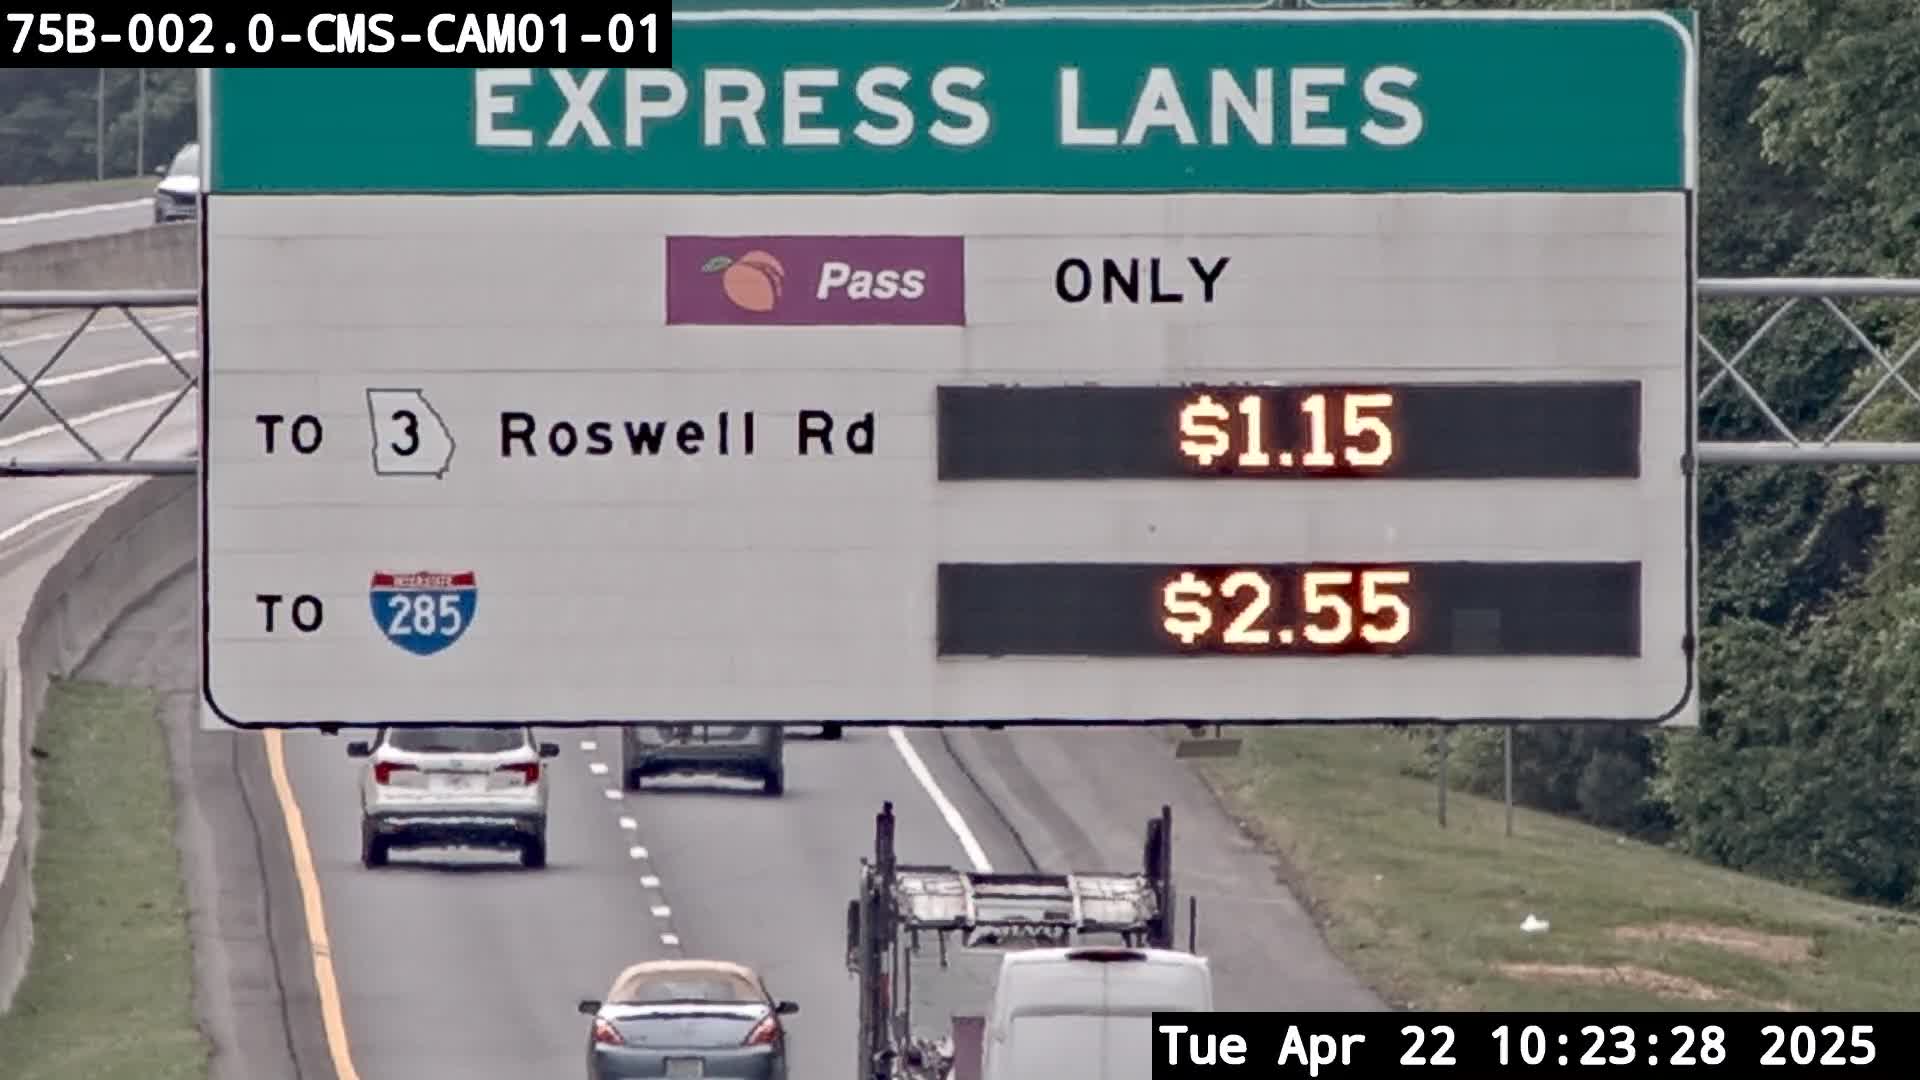 75B-002.0-CMS-CAM01-01
EXPRESS LANES
Pass ONLY
TO 3 Roswell Rd $1.15
TO INTERSTATE 285 $2.55
Tue Apr 22 10:23:28 2025